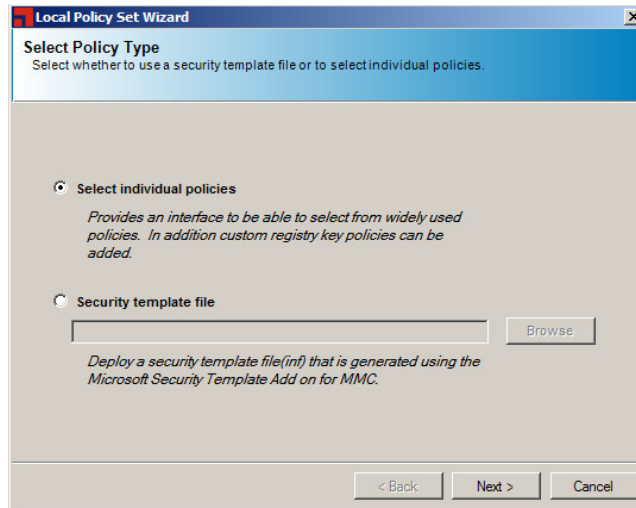 Local Policy Set Wizard
Select Policy Type
Select whether to use a security template file or to select individual policies.
Select individual policies
Provides an interface to be able to select from widely used
policies. In addition custom registry key policies can be
added.
Security template file
Browse
Deploy a security template file(inf) that is generated using the
Microsoft Security Template Add on for MMC.
< Back
Next >
Cancel